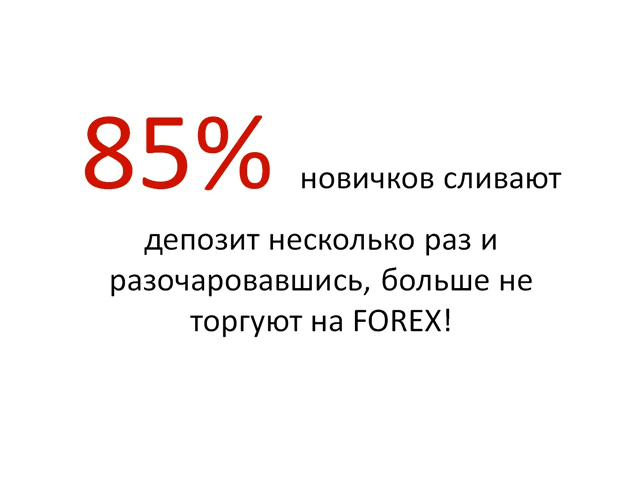 85% новичков сливают
депозит несколько раз и
разочаровавшись, больше не
торгуют на FOREX!